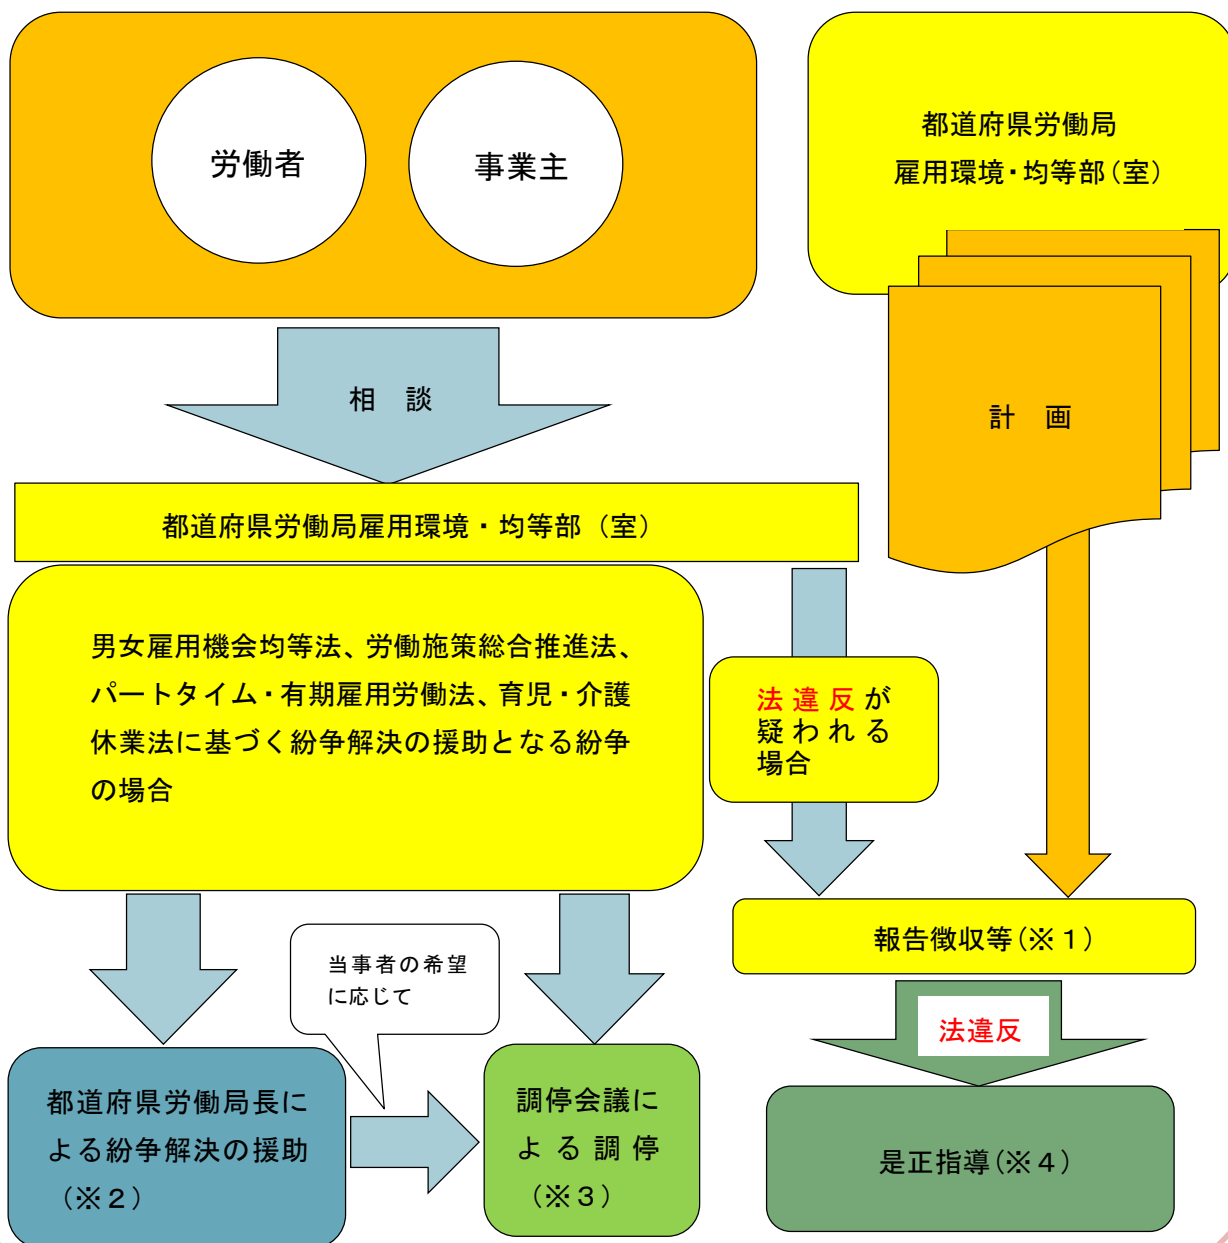 労働者
事業主
都道府県労働局
雇用環境・均等部(室)
相　談
計　画
都道府県労働局雇用環境・均等部（室）
男女雇用機会均等法、労働施策総合推進法、
パートタイム・有期雇用労働法、育児・介護
休業法に基づく紛争解決の援助となる紛争
の場合
法違反が
疑われる
場合
報告徴収等(※１)
当事者の希望
に応じて
法違反
都道府県労働局長に
よる紛争解決の援助
(※２)
調停会議に
よる調停
(※３)
是正指導(※４)